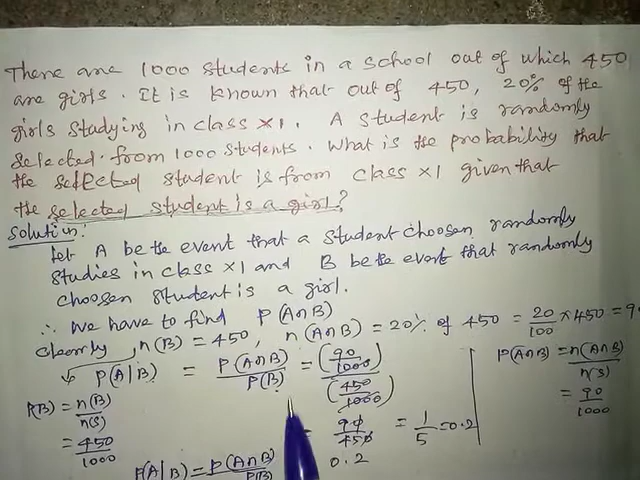 There are 1000 students in a school out of which 450
are girls. It is known that out of 450, 20% of the
girls studying in class XI. A student is randomly
selected from 1000 students. What is the probability that
the selected student is from class XI given that
the selected student is a girl?
Solution:
Let A be the event that a student choosen randomly
studies in class XI and B be the event that randomly
choosen student is a girl.
∴ We have to find P(A∩B)
Clearly, n(B) = 450, n(A∩B) = 20% of 450 = 20/100 × 450 = 90
P(A|B) = P(A∩B)/P(B) = (90/1000)/(450/1000)
P(A∩B) = n(A∩B)/n(S)
= 90/1000
P(B) = n(B)/n(S)
= 450/1000
90/450 = 1/5 = 0.2
P(A|B) = P(A∩B)/P(B)
0.2